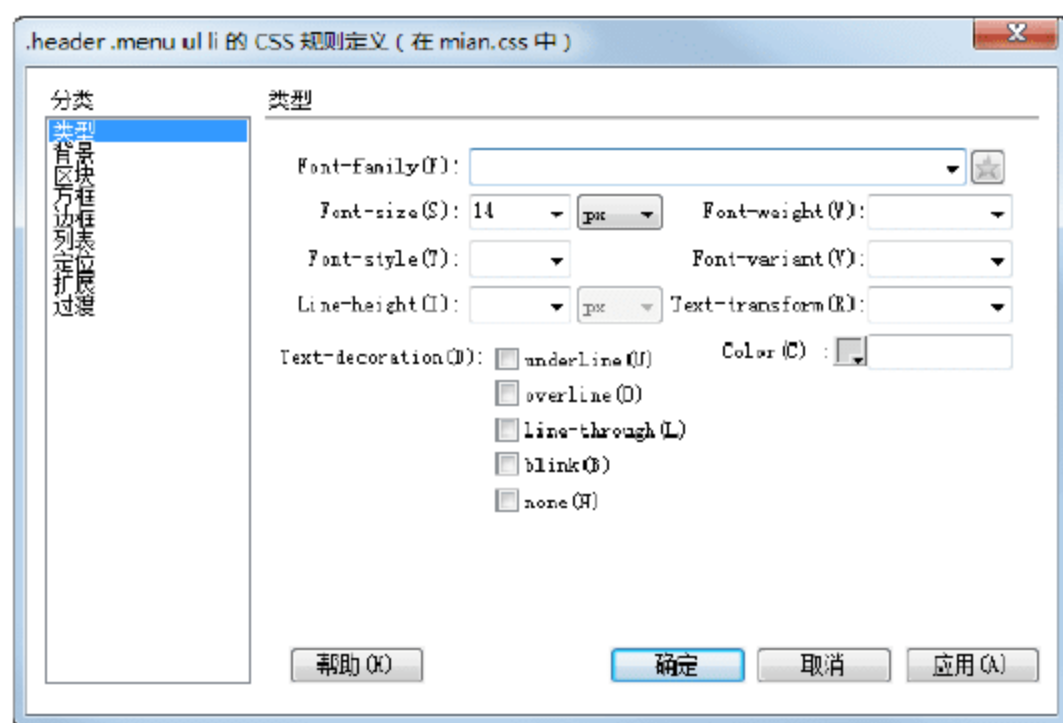 .header .menu ul li 的 CSS 规则定义（在 mian.css 中）
分类
类型
背景
区块
方框
边框
列表
定位
扩展
过渡
类型
Font-family(F):
Font-size(S): 14 px Font-weight(W):
Font-style(T): Font-variant(V):
Line-height(I): px Text-transform(R):
Text-decoration(D): underline(U) Color(C) :
overline(O)
line-through(L)
blink(B)
none(N)
帮助(H) 确定 取消 应用(A)